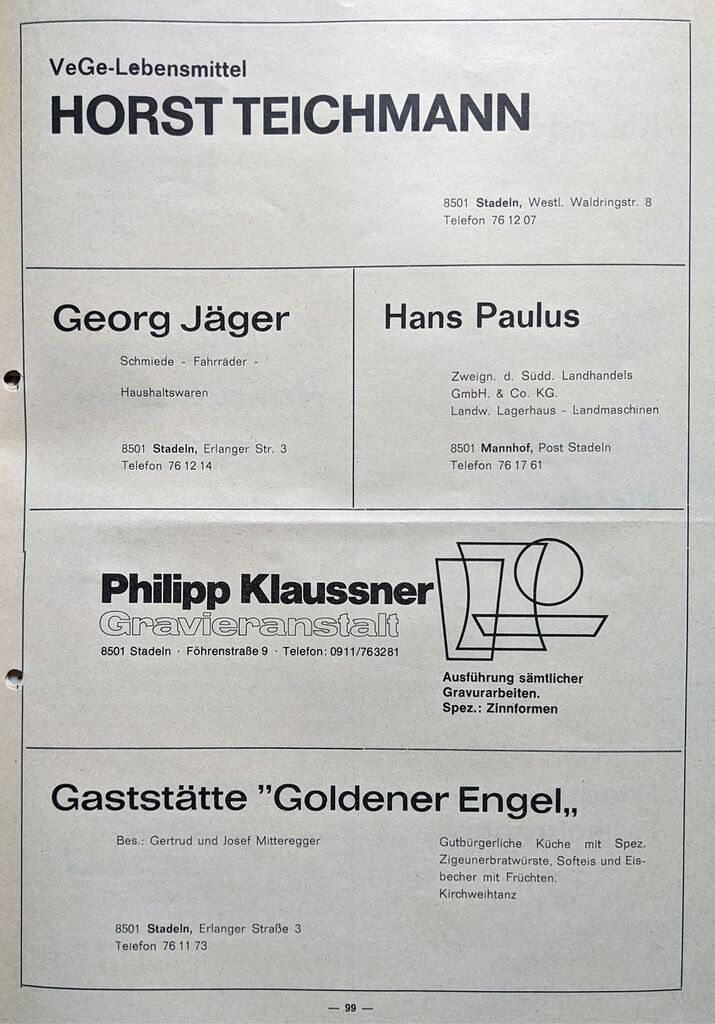 VeGe-Lebensmittel
HORST TEICHMANN
8501 Stadeln, Westl. Waldringstr. 8
Telefon 76 12 07
Georg Jäger
Schmiede - Fahrräder -
Haushaltswaren
8501 Stadeln, Erlanger Str. 3
Telefon 76 12 14
Hans Paulus
Zweign. d. Südd. Landhandels
GmbH. & Co. KG.
Landw. Lagerhaus - Landmaschinen
8501 Mannhof, Post Stadeln
Telefon 76 17 61
Philipp Klaussner
Gravieranstalt
8501 Stadeln · Föhrenstraße 9 · Telefon: 0911/763281
Ausführung sämtlicher
Gravurarbeiten.
Spez.: Zinnformen
Gaststätte ”Goldener Engel„
Bes.: Gertrud und Josef Mitteregger
8501 Stadeln, Erlanger Straße 3
Telefon 76 11 73
Gutbürgerliche Küche mit Spez.
Zigeunerbratwürste, Softeis und Eis-
becher mit Früchten.
Kirchweihtanz
— 99 —